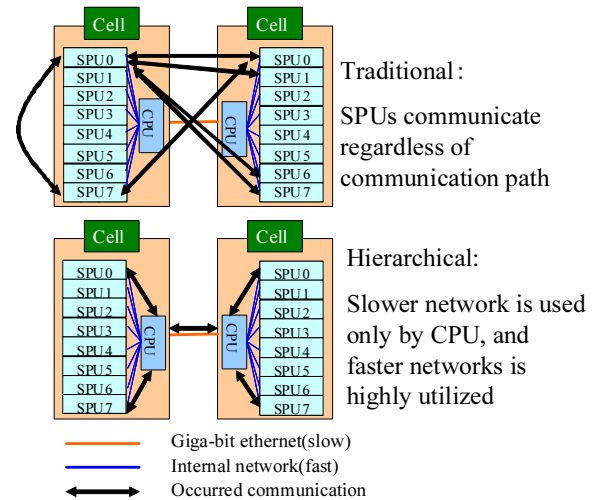 Cell
Cell
SPU0
SPU1
SPU2
SPU3
SPU4
SPU5
SPU6
SPU7
CPU
CPU
SPU0
SPU1
SPU2
SPU3
SPU4
SPU5
SPU6
SPU7
Traditional:
SPUs communicate
regardless of
communication path
Cell
Cell
SPU0
SPU1
SPU2
SPU3
SPU4
SPU5
SPU6
SPU7
CPU
CPU
SPU0
SPU1
SPU2
SPU3
SPU4
SPU5
SPU6
SPU7
Hierarchical:
Slower network is used
only by CPU, and
faster networks is
highly utilized
Giga-bit ethernet(slow)
Internal network(fast)
Occurred communication